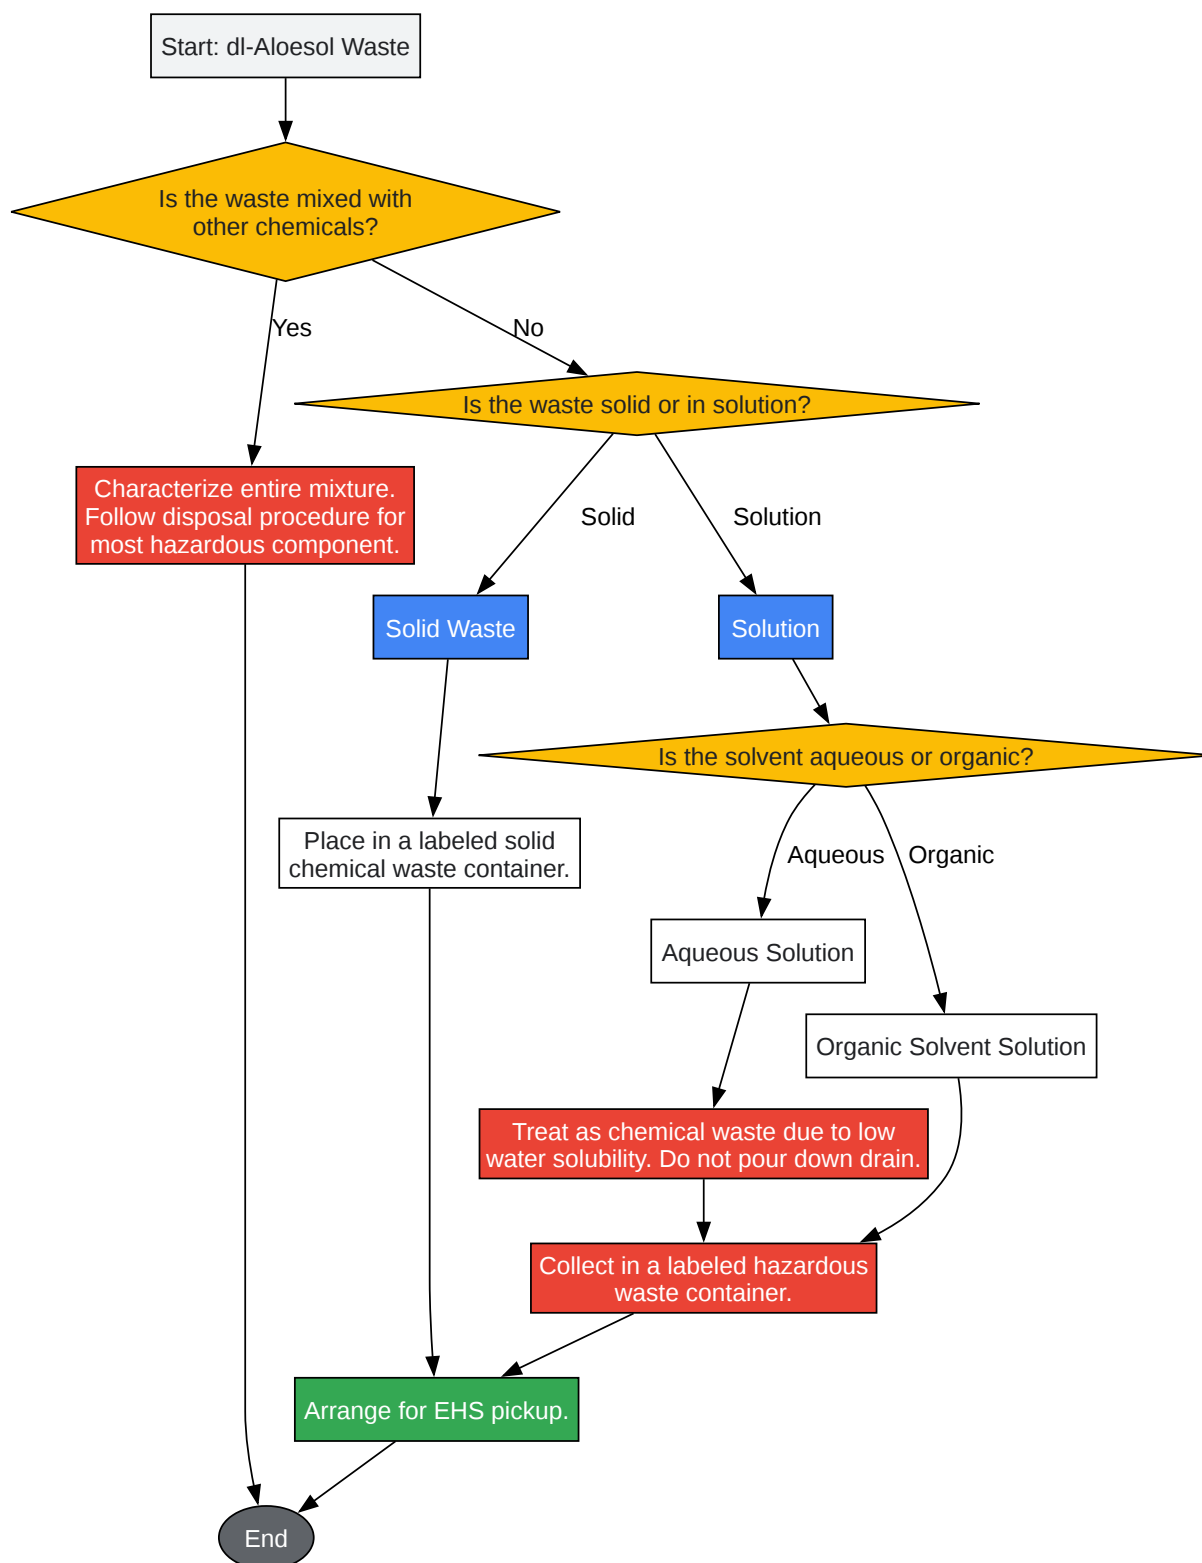 Start: dl-Aloesol Waste
Is the waste mixed with
other chemicals?
Yes
No
Is the waste solid or in solution?
Characterize entire mixture.
Follow disposal procedure for
most hazardous component.
Solid
Solution
Solid Waste
Solution
Is the solvent aqueous or organic?
Place in a labeled solid
chemical waste container.
Aqueous
Organic
Aqueous Solution
Organic Solvent Solution
Treat as chemical waste due to low
water solubility. Do not pour down drain.
Collect in a labeled hazardous
waste container.
Arrange for EHS pickup.
End